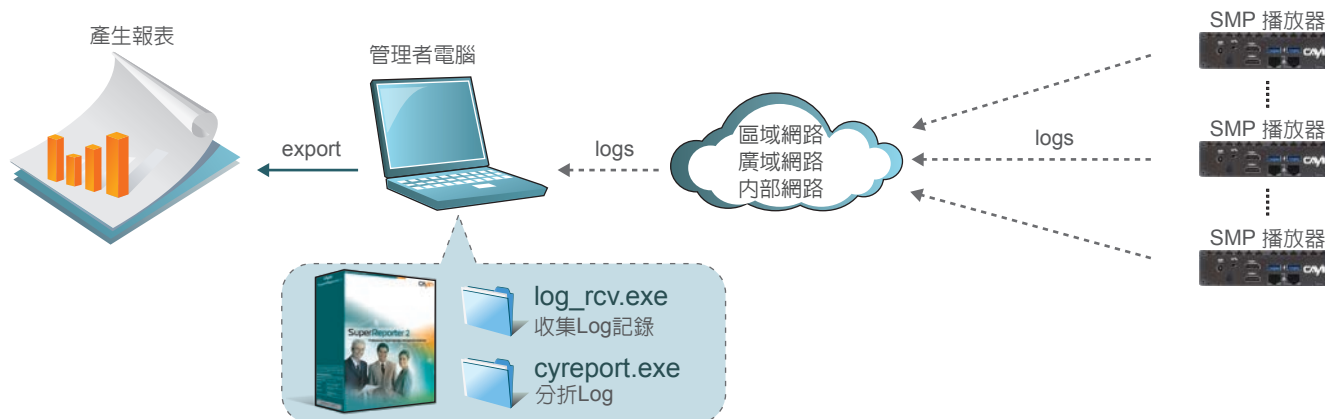 產生報表
export
管理者電腦
logs
區域網路
廣域網路
内部網路
logs
SMP 播放器
SMP 播放器
SMP 播放器
CAYIN
SuperReporter 2
log_rcv.exe
收集Log記錄
cyreport.exe
分折Log